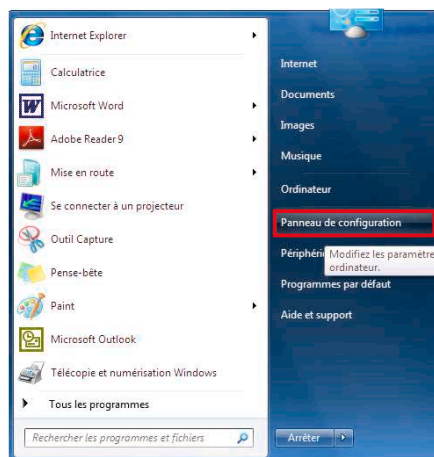 Internet Explorer
Calculatrice
Microsoft Word
Adobe Reader 9
Mise en route
Se connecter à un projecteur
Outil Capture
Pense-bête
Paint
Microsoft Outlook
Télécopie et numérisation Windows
Tous les programmes
Rechercher les programmes et fichiers
Internet
Documents
Images
Musique
Ordinateur
Panneau de configuration
Modifiez les paramètre
ordinateur.
Programmes par défaut
Aide et support
Arrêter